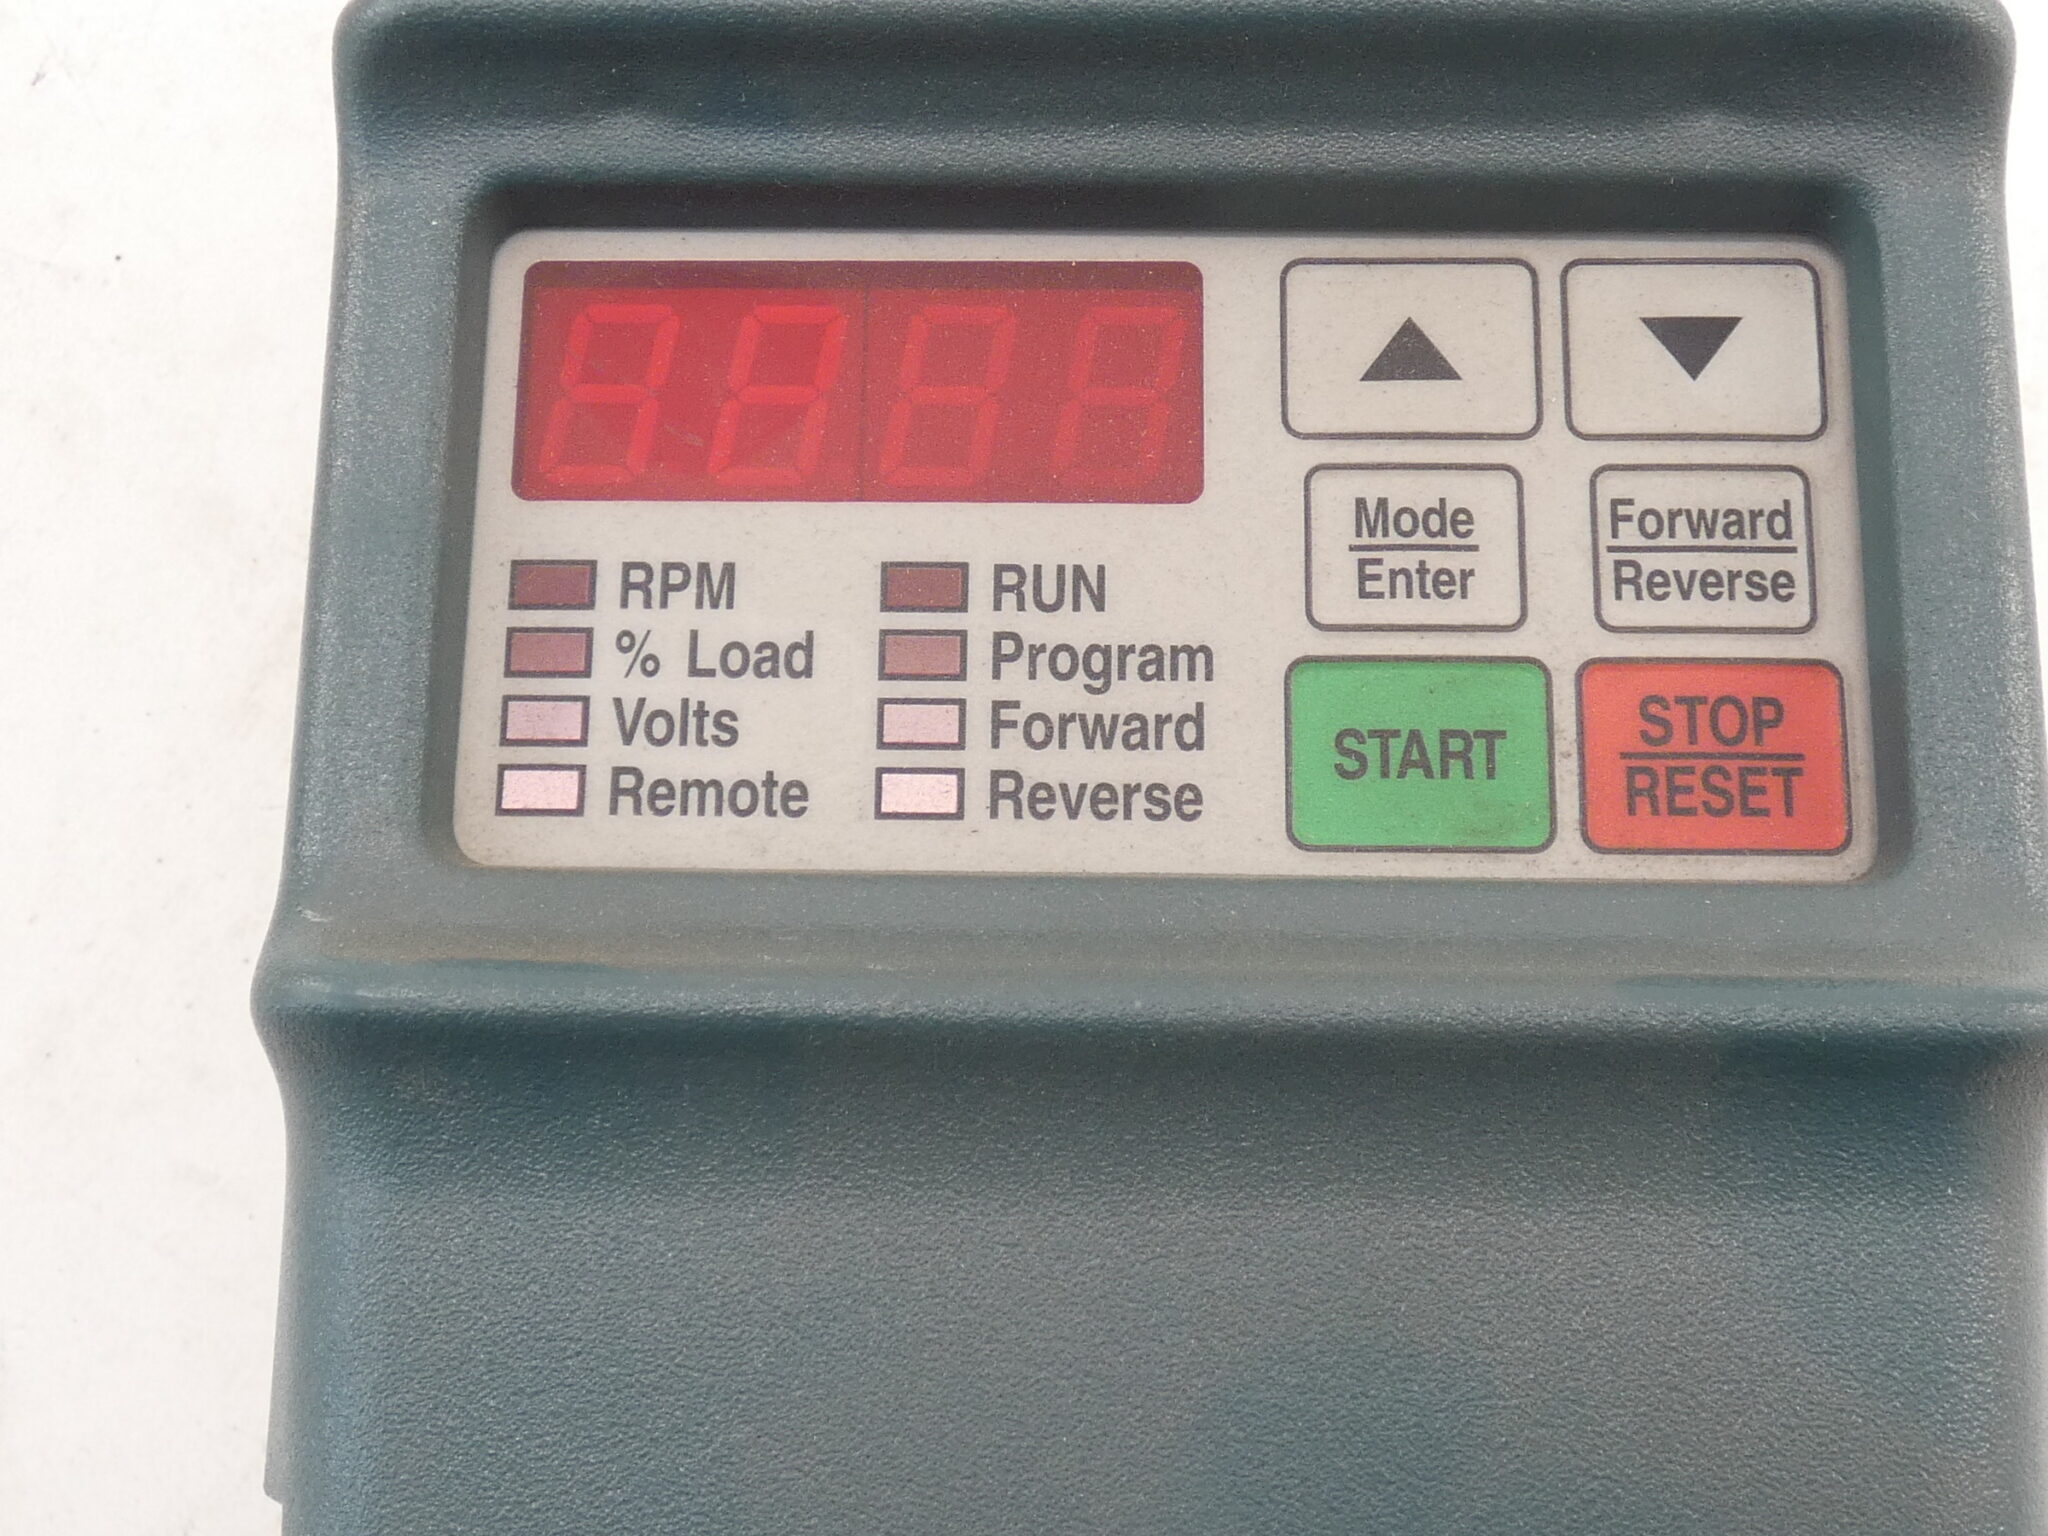 RPM
% Load
Volts
Remote
RUN
Program
Forward
Reverse
Mode
Enter
Forward
Reverse
START
STOP
RESET